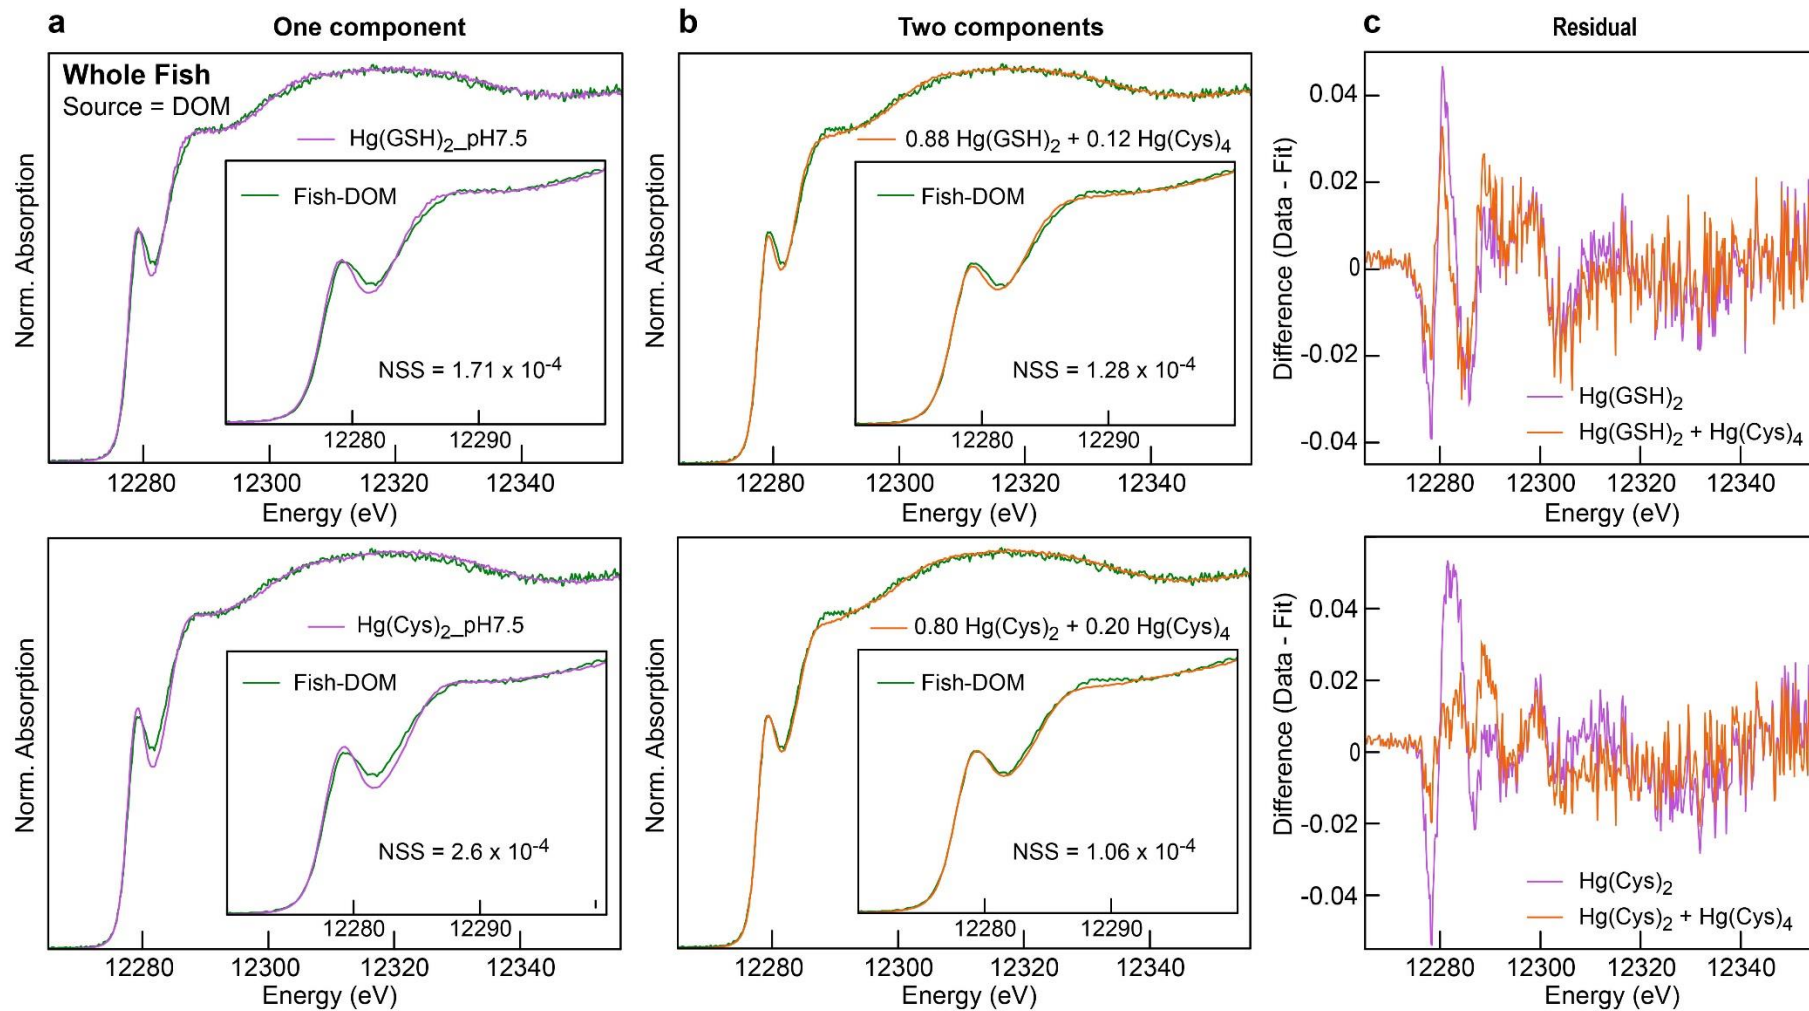 a One component
Whole Fish
Source = DOM
Hg(GSH)2_pH7.5
Fish-DOM
NSS = 1.71 x 10-4
12280 12290
Norm. Absorption
12280 12300 12320 12340
Energy (eV)
b Two components
0.88 Hg(GSH)2 + 0.12 Hg(Cys)4
Fish-DOM
NSS = 1.28 x 10-4
12280 12290
Norm. Absorption
12280 12300 12320 12340
Energy (eV)
c Residual
0.04
0.02
0
-0.02
-0.04
Difference (Data - Fit)
Hg(GSH)2
Hg(GSH)2 + Hg(Cys)4
12280 12300 12320 12340
Energy (eV)
Hg(Cys)2_pH7.5
Fish-DOM
NSS = 2.6 x 10-4
12280 12290
Norm. Absorption
12280 12300 12320 12340
Energy (eV)
0.80 Hg(Cys)2 + 0.20 Hg(Cys)4
Fish-DOM
NSS = 1.06 x 10-4
12280 12290
Norm. Absorption
12280 12300 12320 12340
Energy (eV)
0.04
0.02
0
-0.02
-0.04
Difference (Data - Fit)
Hg(Cys)2
Hg(Cys)2 + Hg(Cys)4
12280 12300 12320 12340
Energy (eV)